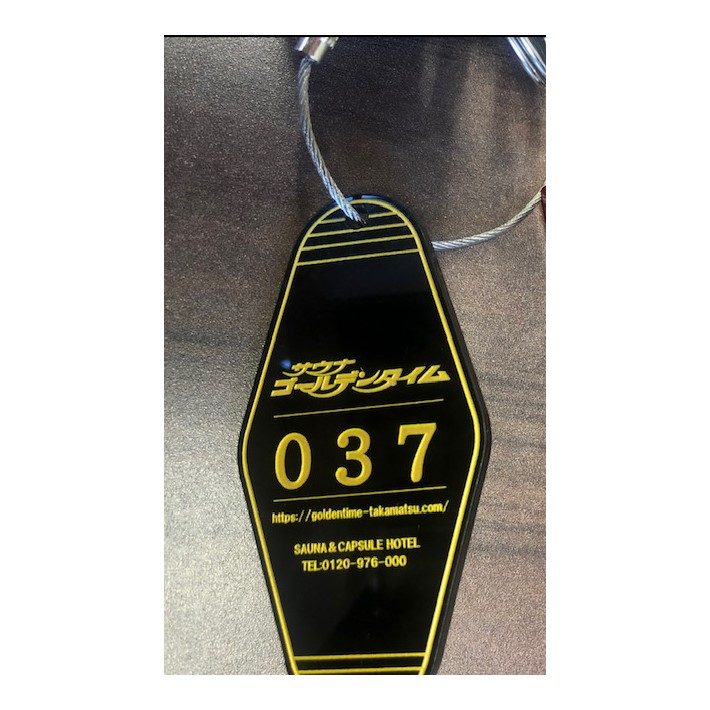 サウナ
ゴールデンタイム
037
https://goldentime-takamatsu.com/
SAUNA & CAPSULE HOTEL
TEL:0120-976-000